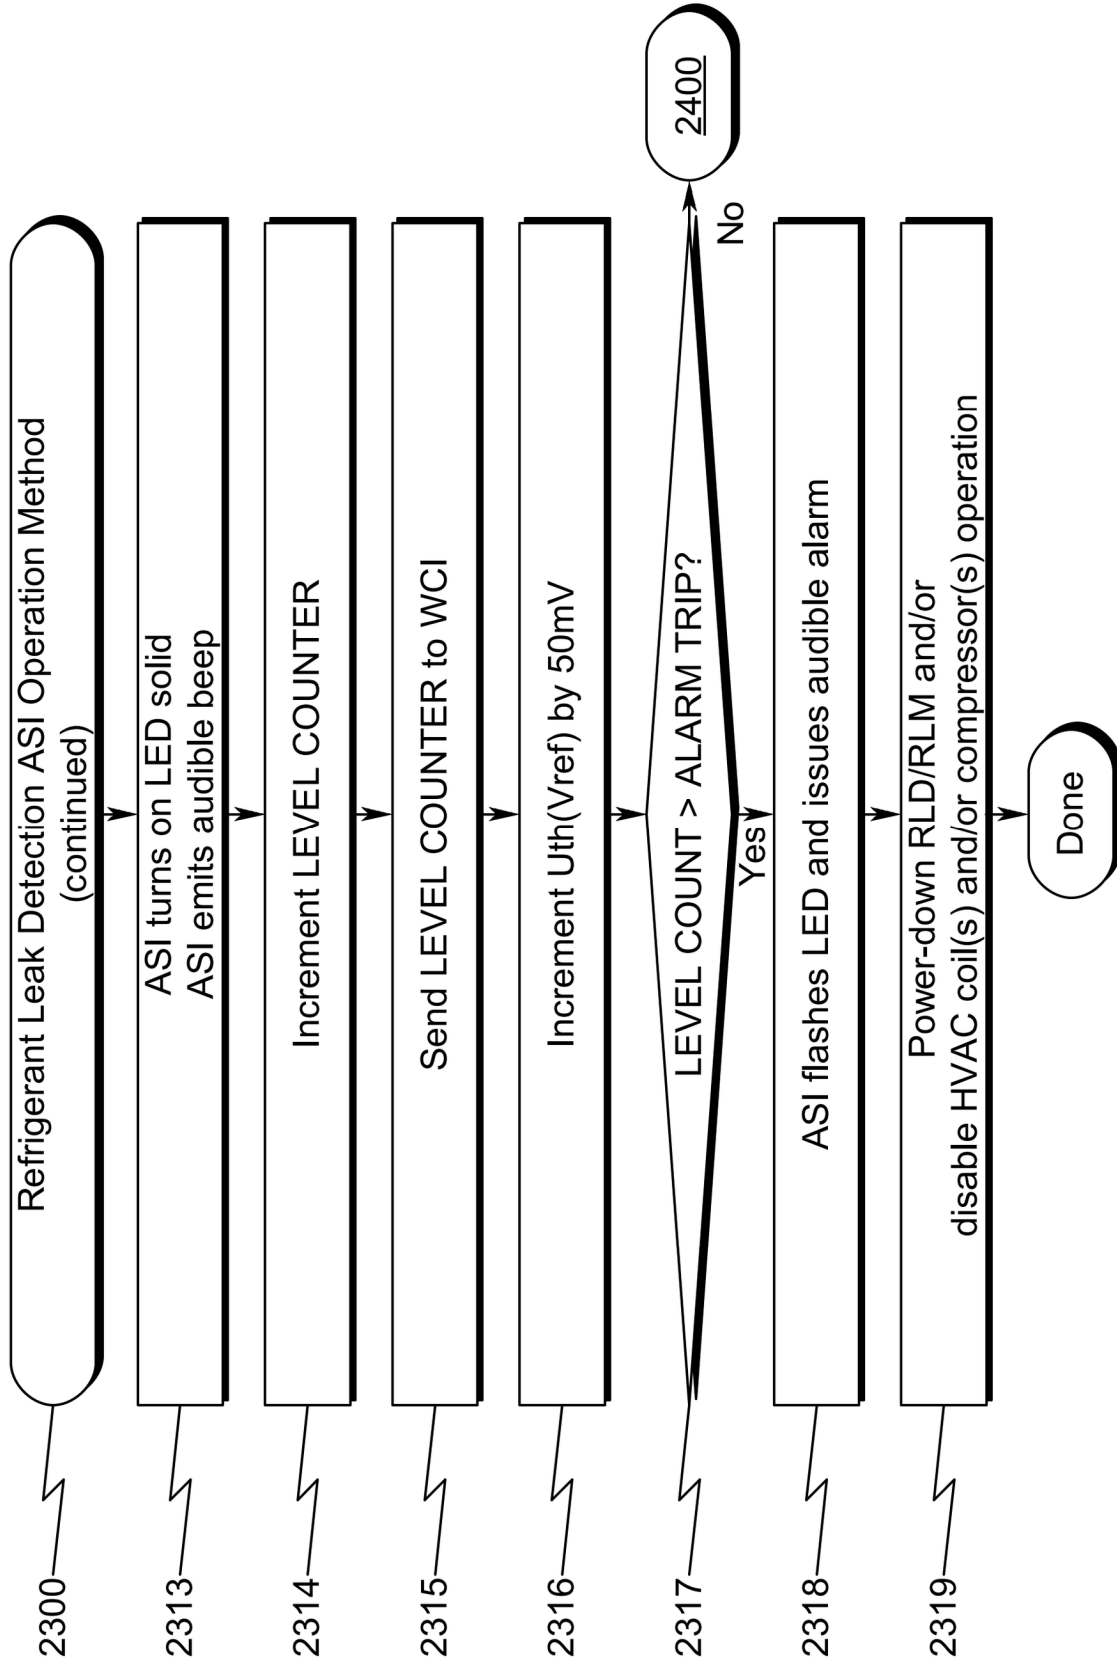 2300
Refrigerant Leak Detection ASI Operation Method
(continued)
2313
ASI turns on LED solid
ASI emits audible beep
2314
Increment LEVEL COUNTER
2315
Send LEVEL COUNTER to WCI
2316
Increment Uth(Vref) by 50mV
2317
LEVEL COUNT > ALARM TRIP?
No
2400
Yes
2318
ASI flashes LED and issues audible alarm
2319
Power-down RLD/RLM and/or
disable HVAC coil(s) and/or compressor(s) operation
Done